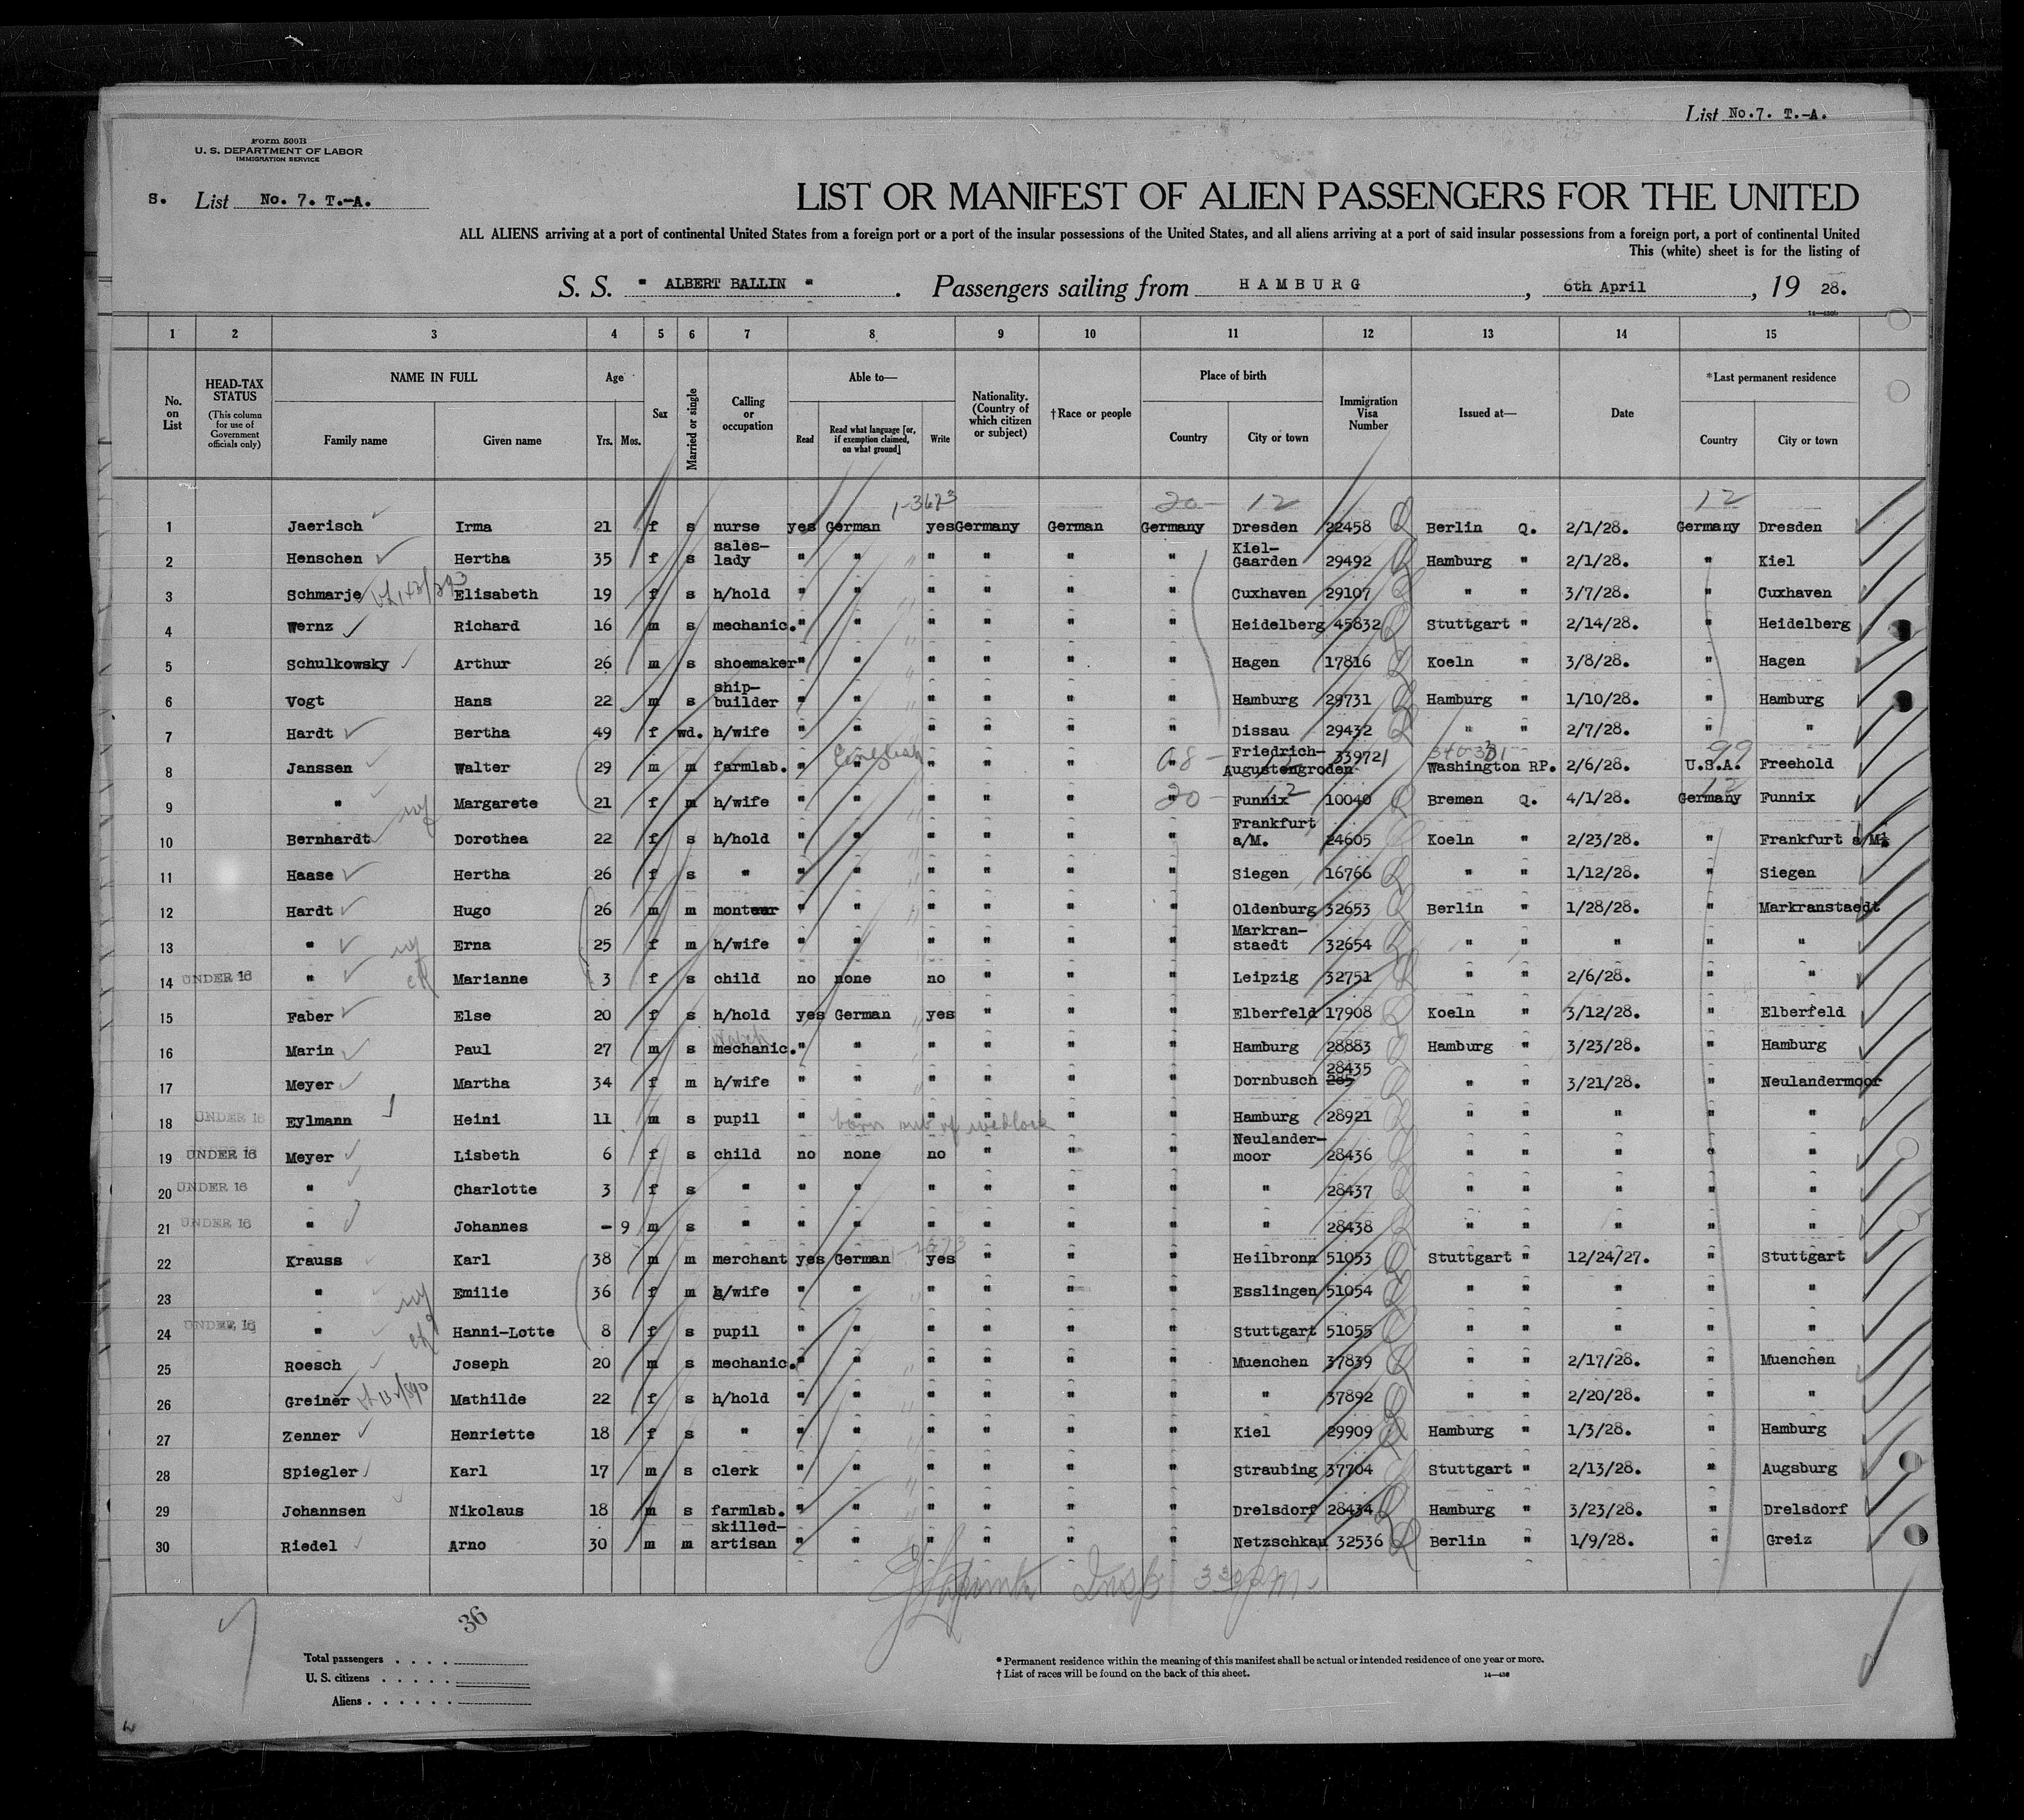 List No.7. T.-A.
Form 500B
U. S. DEPARTMENT OF LABOR
IMMIGRATION SERVICE
S. List No. 7. T.-A.
LIST OR MANIFEST OF ALIEN PASSENGERS FOR THE UNITED
ALL ALIENS arriving at a port of continental United States from a foreign port or a port of the insular possessions of the United States, and all aliens arriving at a port of said insular possessions from a foreign port, a port of continental United
This (white) sheet is for the listing of
S. S. " ALBERT BALLIN " . Passengers sailing from HAMBURG , 6th April , 19 28.
1 2 3 4 5 6 7 8 9 10 11 12 13 14 15
No. on List
HEAD-TAX STATUS (This column for use of Government officials only)
NAME IN FULL Family name Given name
Age Yrs. Mos.
Sex
Married or single
Calling or occupation
Able to— Read Read what language [or, if exemption claimed, on what ground] Write
Nationality. (Country of which citizen or subject)
†Race or people
Place of birth Country City or town
Immigration Visa Number
Issued at—
Date
*Last permanent residence Country City or town
1-3673 20- 12 12
1 Jaerisch Irma 21 f s nurse yes German yes Germany German Germany Dresden 22458 Berlin Q. 2/1/28. Germany Dresden
2 Henschen Hertha 35 f s sales-lady " " " " " " Kiel-Gaarden 29492 Hamburg " 2/1/28. " Kiel
3 Schmarje Elisabeth 19 f s h/hold " " " " " " Cuxhaven 29107 " " 3/7/28. " Cuxhaven
4 Wernz Richard 16 m s mechanic. " " " " " " Heidelberg 45832 Stuttgart " 2/14/28. " Heidelberg
5 Schulkowsky Arthur 26 m s shoemaker " " " " " " Hagen 17816 Koeln " 3/8/28. " Hagen
6 Vogt Hans 22 m s ship-builder " " " " " " Hamburg 29731 Hamburg " 1/10/28. " Hamburg
7 Hardt Bertha 49 f wd. h/wife " " " " " " Dissau 29432 " " 2/7/28. " "
8 Janssen Walter 29 m m farmlab. " " English " " " " 08- Friedrich-Augustengroden 339721 Washington RP. 2/6/28. U.S.A. 99 Freehold
9 " wf Margarete 21 f m h/wife " " " " " " 20- Funnix 12 10040 Bremen Q. 4/1/28. Germany 12 Funnix
10 Bernhardt Dorothea 22 f s h/hold " " " " " " Frankfurt a/M. 24605 Koeln " 2/23/28. " Frankfurt a/M.
11 Haase Hertha 26 f s " " " " " " " Siegen 16766 " " 1/12/28. " Siegen
12 Hardt Hugo 26 m m monteur " " " " " " Oldenburg 32653 Berlin " 1/28/28. " Markranstaedt
13 " wf Erna 25 f m h/wife " " " " " " Markran-staedt 32654 " " " " "
14 UNDER 16 " Marianne 3 f s child no none no " " " Leipzig 32751 " " 2/6/28. " "
15 Faber Else 20 f s h/hold yes German yes " " " Elberfeld 17908 Koeln " 3/12/28. " Elberfeld
16 Marin Paul 27 m s mechanic. " " " " " " Hamburg 28883 Hamburg " 3/23/28. " Hamburg
17 Meyer Martha 34 f m h/wife " " " " " " Dornbusch 28435 285 " " 3/21/28. " Neulandermoor
18 UNDER 16 Eylmann Heini 11 m s pupil " " " " " " Hamburg 28921 " " " " "
born out of wedlock
19 UNDER 16 Meyer Lisbeth 6 f s child no none no " " " Neulander-moor 28436 " " " " "
20 UNDER 16 " Charlotte 3 f s " " " " " " " " 28437 " " " " "
21 UNDER 16 " Johannes - 9 m s " " " " " " " " 28438 " " " " "
22 Krauss Karl 38 m m merchant yes German yes " " " Heilbronn 51053 Stuttgart " 12/24/27. " Stuttgart
23 " wf Emilie 36 f m h/wife " " " " " " Esslingen 51054 " " " " "
24 UNDER 16 " Hanni-Lotte 8 f s pupil " " " " " " Stuttgart 51055 " " " " "
25 Roesch Joseph 20 m s mechanic. " " " " " " Muenchen 37839 " " 2/17/28. " Muenchen
26 Greiner Mathilde 22 f s h/hold " " " " " " " 37892 " " 2/20/28. " "
27 Zenner Henriette 18 f s " " " " " " " Kiel 29909 Hamburg " 1/3/28. " Hamburg
28 Spiegler Karl 17 m s clerk " " " " " " Straubing 37704 Stuttgart " 2/13/28. " Augsburg
29 Johannsen Nikolaus 18 m s farmlab. " " " " " " Drelsdorf 28434 Hamburg " 3/23/28. " Drelsdorf
30 Riedel Arno 30 m m skilled-artisan " " " " " " Netzschkau 32536 Berlin " 1/9/28. " Greiz
Insp 330pm.
36
Total passengers . . . .
U. S. citizens . . . . .
Aliens . . . . . .
* Permanent residence within the meaning of this manifest shall be actual or intended residence of one year or more.
† List of races will be found on the back of this sheet.
14—430